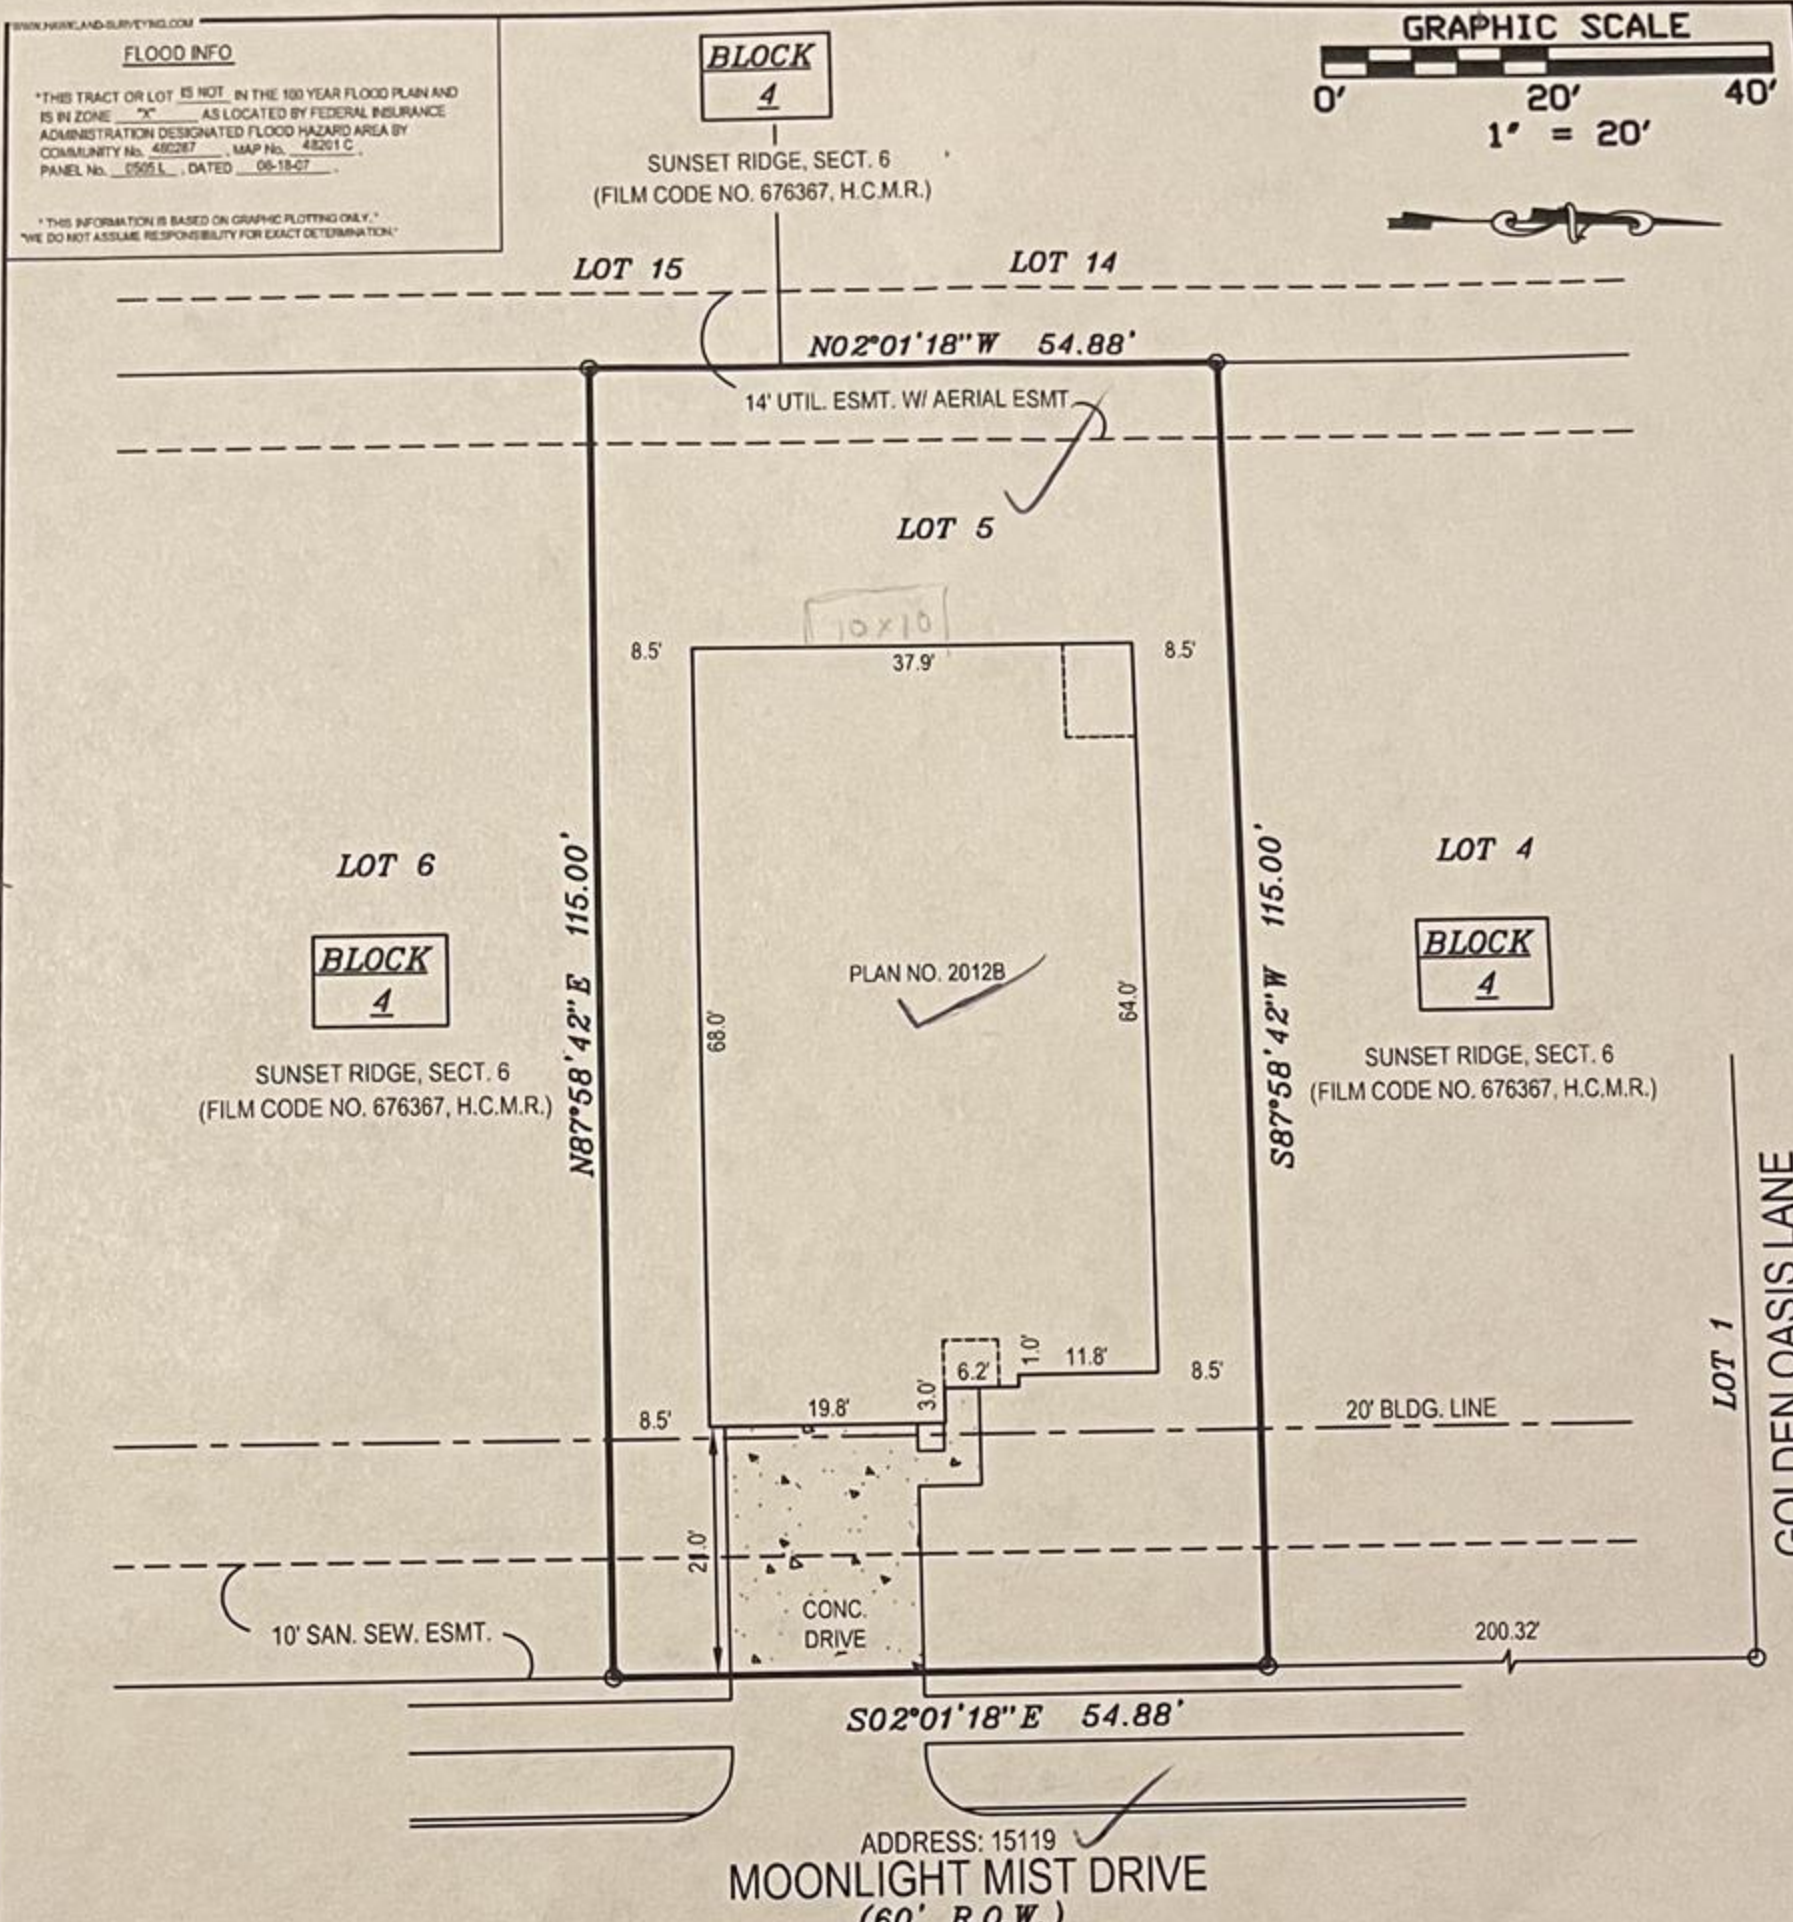 WWW.HAWKLAND-SURVEYING.COM
FLOOD INFO
"THIS TRACT OR LOT IS NOT IN THE 100 YEAR FLOOD PLAIN AND
IS IN ZONE "X" AS LOCATED BY FEDERAL INSURANCE
ADMINISTRATION DESIGNATED FLOOD HAZARD AREA BY
COMMUNITY No. 480287 , MAP No. 48201 C ,
PANEL No. 0505 L , DATED 06-18-07 .
" THIS INFORMATION IS BASED ON GRAPHIC PLOTTING ONLY. "
"WE DO NOT ASSUME RESPONSIBILITY FOR EXACT DETERMINATION."
BLOCK
4
SUNSET RIDGE, SECT. 6
(FILM CODE NO. 676367, H.C.M.R.)
GRAPHIC SCALE
0' 20' 40'
1" = 20'
LOT 15
LOT 14
N02°01'18"W 54.88'
14' UTIL. ESMT. W/ AERIAL ESMT.
LOT 5
10x10
8.5'
37.9'
8.5'
LOT 6
BLOCK
4
SUNSET RIDGE, SECT. 6
(FILM CODE NO. 676367, H.C.M.R.)
N87°58'42"E 115.00'
68.0'
PLAN NO. 2012B
64.0'
S87°58'42"W 115.00'
LOT 4
BLOCK
4
SUNSET RIDGE, SECT. 6
(FILM CODE NO. 676367, H.C.M.R.)
LOT 1
GOLDEN OASIS LANE
8.5'
19.8'
3.0'
6.2'
1.0'
11.8'
8.5'
20' BLDG. LINE
21.0'
CONC.
DRIVE
10' SAN. SEW. ESMT.
200.32'
S02°01'18"E 54.88'
ADDRESS: 15119
MOONLIGHT MIST DRIVE
(60' R.O.W.)